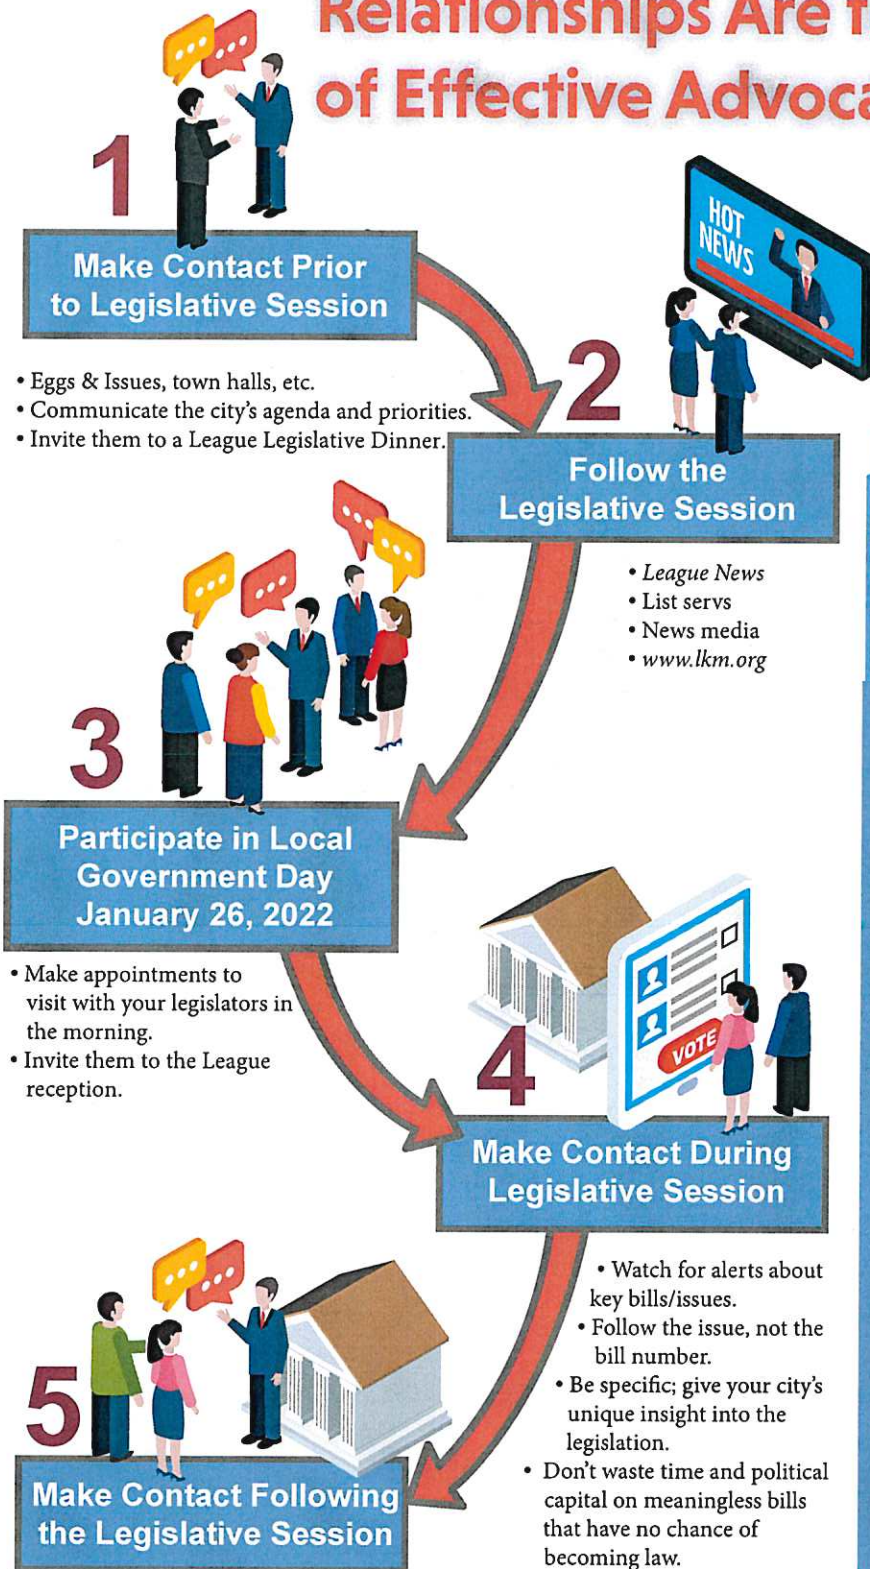 Relationships Are
of Effective
1
Make Contact Prior
to Legislative Session
• Eggs & Issues, town halls, etc.
• Communicate the city's agenda and priorities.
• Invite them to a League Legislative Dinner.
HOT
NEWS
2
Follow the
Legislative Session
• League News
• List servs
• News media
• www.lkm.org
3
Participate in Local
Government Day
January 26, 2022
• Make appointments to
visit with your legislators in
the morning.
• Invite them to the League
reception.
VOTE
4
Make Contact During
Legislative Session
• Watch for alerts about
key bills/issues.
• Follow the issue, not the
bill number.
• Be specific; give your city's
unique insight into the
legislation.
• Don't waste time and political
capital on meaningless bills
that have no chance of
becoming law.
5
Make Contact Following
the Legislative Session